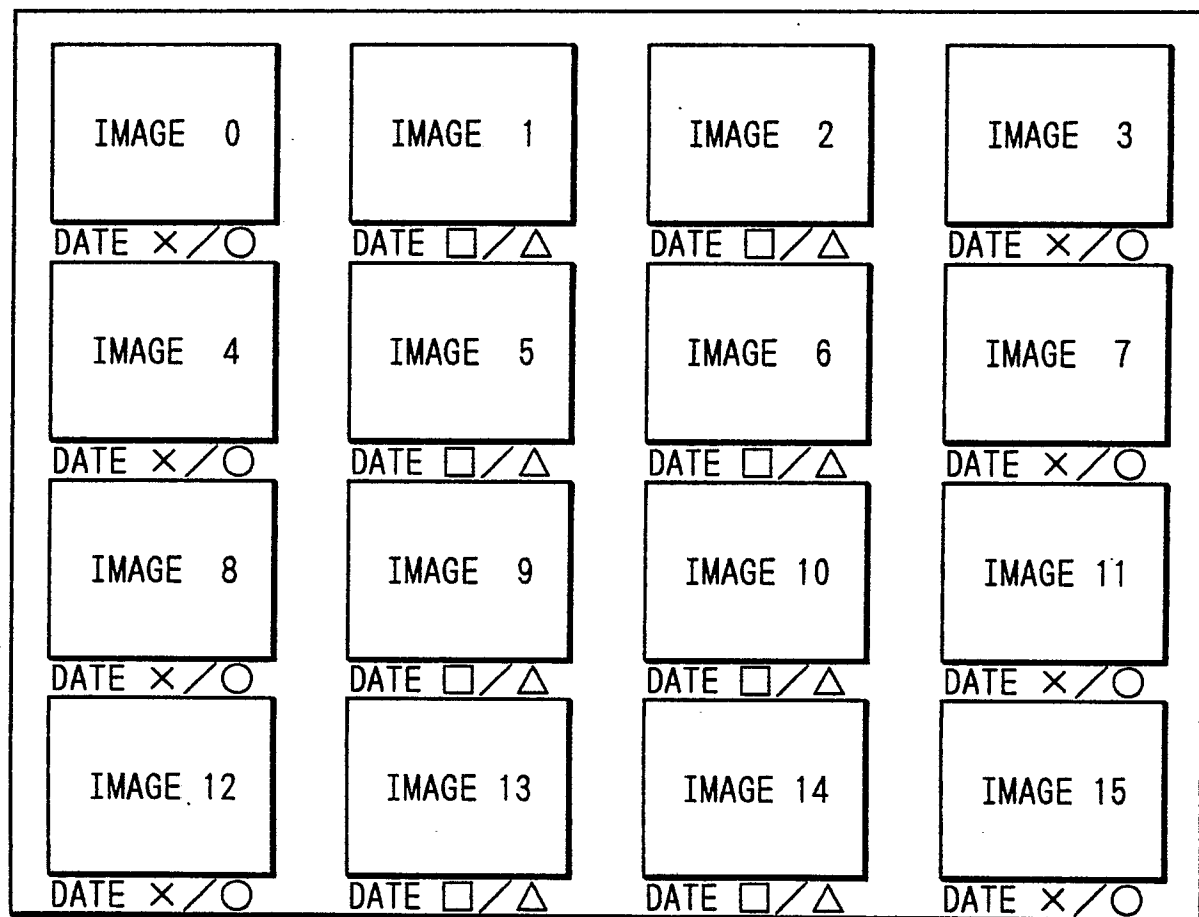 IMAGE 0 IMAGE 1 IMAGE 2 IMAGE 3
DATE ×/○ DATE □/△ DATE □/△ DATE ×/○
IMAGE 4 IMAGE 5 IMAGE 6 IMAGE 7
DATE ×/○ DATE □/△ DATE □/△ DATE ×/○
IMAGE 8 IMAGE 9 IMAGE 10 IMAGE 11
DATE ×/○ DATE □/△ DATE □/△ DATE ×/○
IMAGE 12 IMAGE 13 IMAGE 14 IMAGE 15
DATE ×/○ DATE □/△ DATE □/△ DATE ×/○